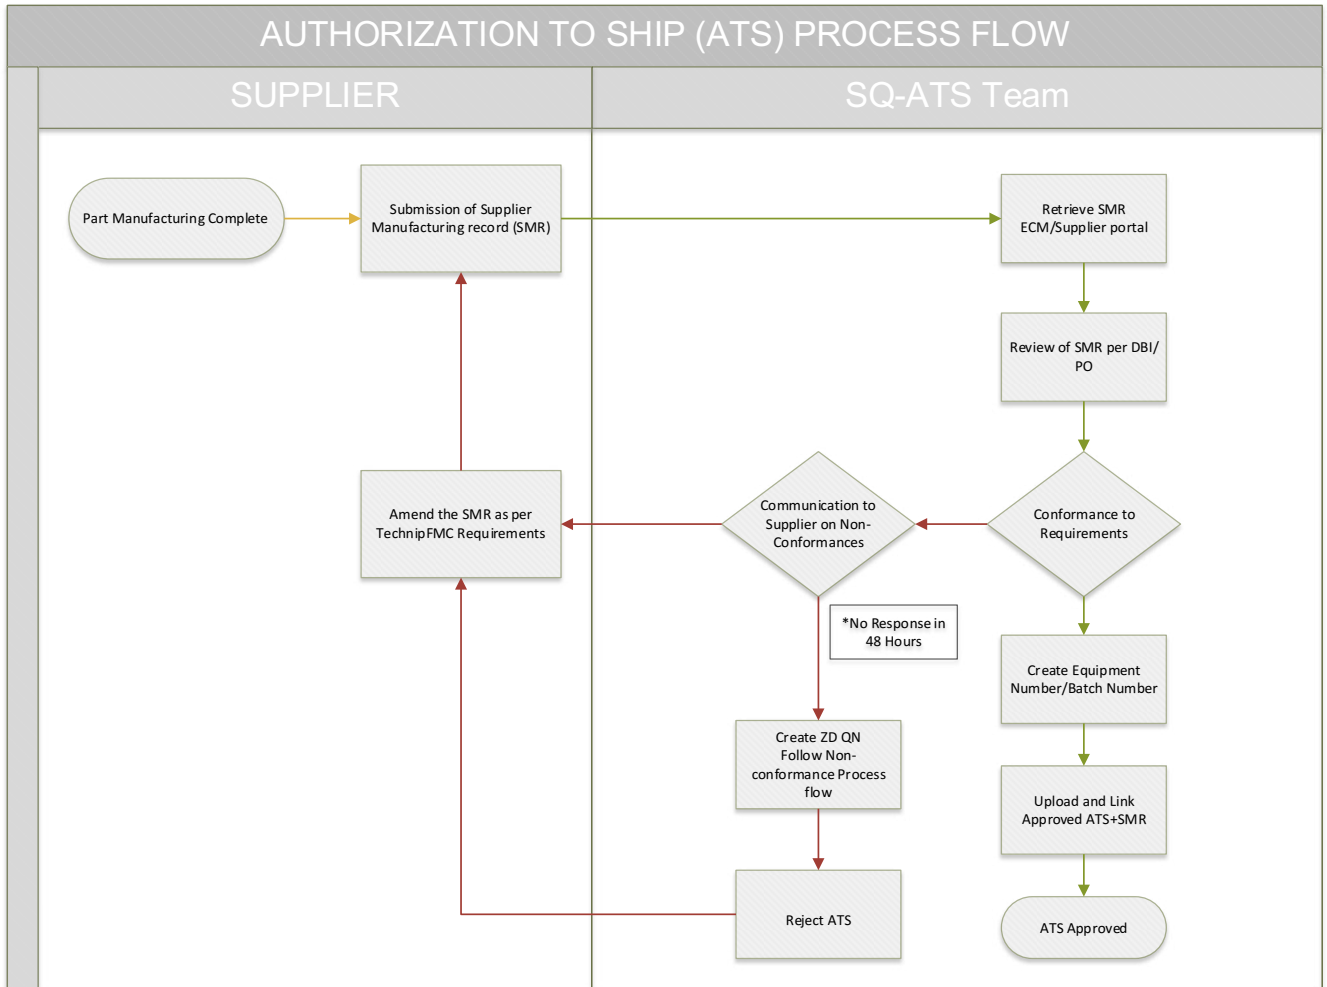 AUTHORIZATION TO SHIP (ATS) PROCESS FLOW
SUPPLIER
SQ-ATS Team
Part Manufacturing Complete
Submission of Supplier
Manufacturing record (SMR)
Retrieve SMR
ECM/Supplier portal
Review of SMR per DBI/
PO
Amend the SMR as per
TechnipFMC Requirements
Communication to
Supplier on Non-
Conformances
Conformance to
Requirements
*No Response in
48 Hours
Create Equipment
Number/Batch Number
Create ZD QN
Follow Non-
conformance Process
flow
Upload and Link
Approved ATS+SMR
Reject ATS
ATS Approved